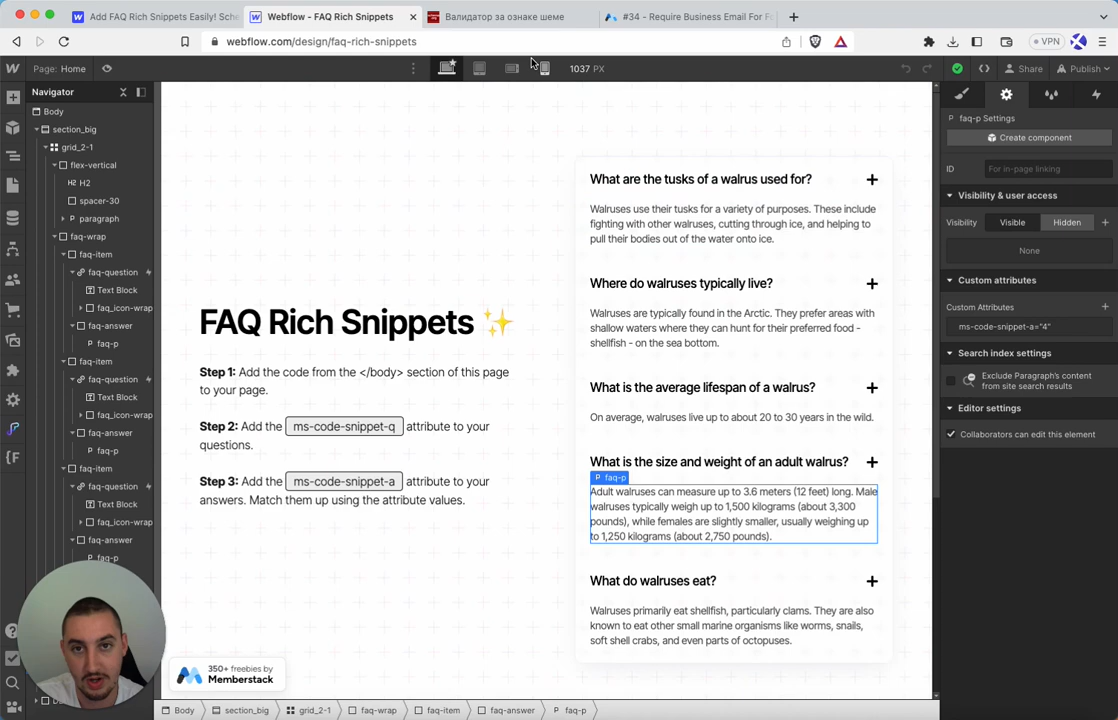 Add FAQ Rich Snippets Easily! Sche
Webflow - FAQ Rich Snippets
Валидатор за ознаке шеме
#34 - Require Business Email For Fo
webflow.com/design/faq-rich-snippets
VPN
Page: Home
1037 PX
Share
Publish
Navigator
Body
section_big
grid_2-1
flex-vertical
H2
spacer-30
paragraph
faq-wrap
faq-item
faq-question
Text Block
faq_icon-wrap
faq-answer
faq-p
faq-item
faq-question
Text Block
faq_icon-wrap
faq-answer
faq-p
faq-item
faq-question
Text Block
faq_icon-wrap
faq-answer
faq-p
FAQ Rich Snippets ✨
Step 1: Add the code from the </body> section of this page
to your page.
Step 2: Add the ms-code-snippet-q attribute to your
questions.
Step 3: Add the ms-code-snippet-a attribute to your
answers. Match them up using the attribute values.
350+ freebies by
Memberstack
What are the tusks of a walrus used for?
Walruses use their tusks for a variety of purposes. These include
fighting with other walruses, cutting through ice, and helping to
pull their bodies out of the water onto ice.
Where do walruses typically live?
Walruses are typically found in the Arctic. They prefer areas with
shallow waters where they can hunt for their preferred food -
shellfish - on the sea bottom.
What is the average lifespan of a walrus?
On average, walruses live up to about 20 to 30 years in the wild.
What is the size and weight of an adult walrus?
P faq-p
Adult walruses can measure up to 3.6 meters (12 feet) long. Male
walruses typically weigh up to 1,500 kilograms (about 3,300
pounds), while females are slightly smaller, usually weighing up
to 1,250 kilograms (about 2,750 pounds).
What do walruses eat?
Walruses primarily eat shellfish, particularly clams. They are also
known to eat other small marine organisms like worms, snails,
soft shell crabs, and even parts of octopuses.
P faq-p Settings
Create component
ID
For in-page linking
Visibility & user access
Visibility
Visible
Hidden
None
Custom attributes
Custom Attributes
ms-code-snippet-a="4"
Search index settings
Exclude Paragraph's content
from site search results
Editor settings
Collaborators can edit this element
Body
section_big
grid_2-1
faq-wrap
faq-item
faq-answer
P faq-p